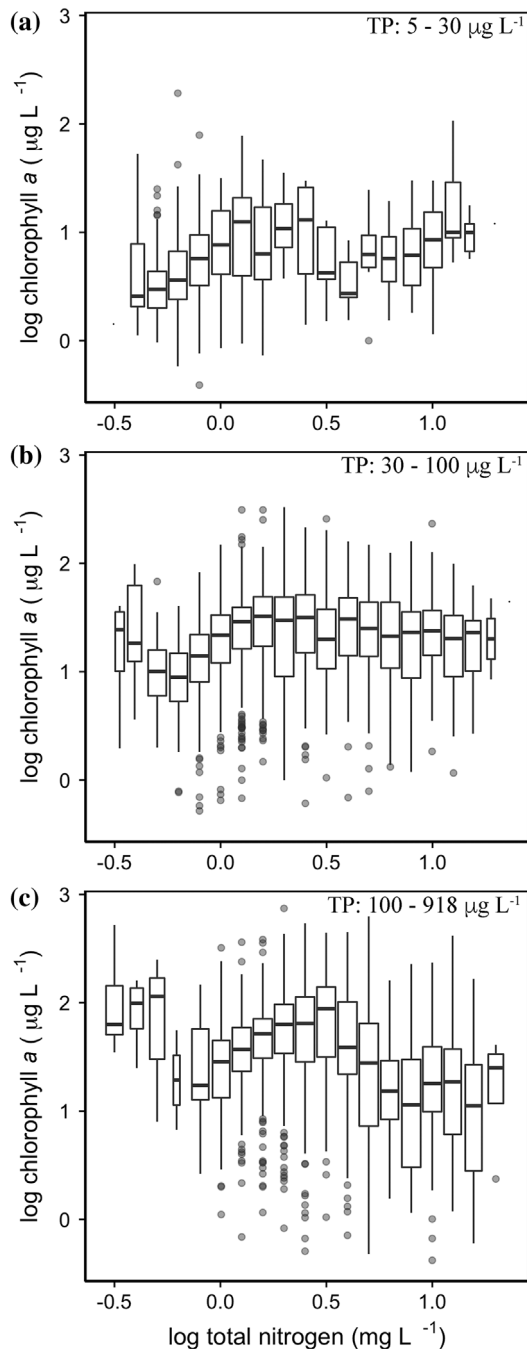 (a)
TP: 5 - 30 µg L⁻¹
3
2
1
0
log chlorophyll a ( µg L ⁻¹)
-0.5 0.0 0.5 1.0
(b)
TP: 30 - 100 µg L⁻¹
3
2
1
0
log chlorophyll a ( µg L ⁻¹)
-0.5 0.0 0.5 1.0
(c)
TP: 100 - 918 µg L⁻¹
3
2
1
0
log chlorophyll a ( µg L ⁻¹)
-0.5 0.0 0.5 1.0
log total nitrogen (mg L ⁻¹)